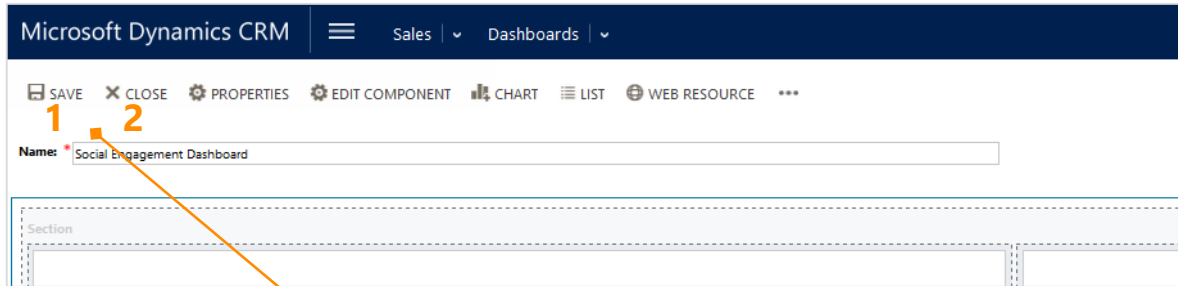 Microsoft Dynamics CRM Sales Dashboards
SAVE CLOSE PROPERTIES EDIT COMPONENT CHART LIST WEB RESOURCE •••
1 2
Name: * Social Engagement Dashboard
Section